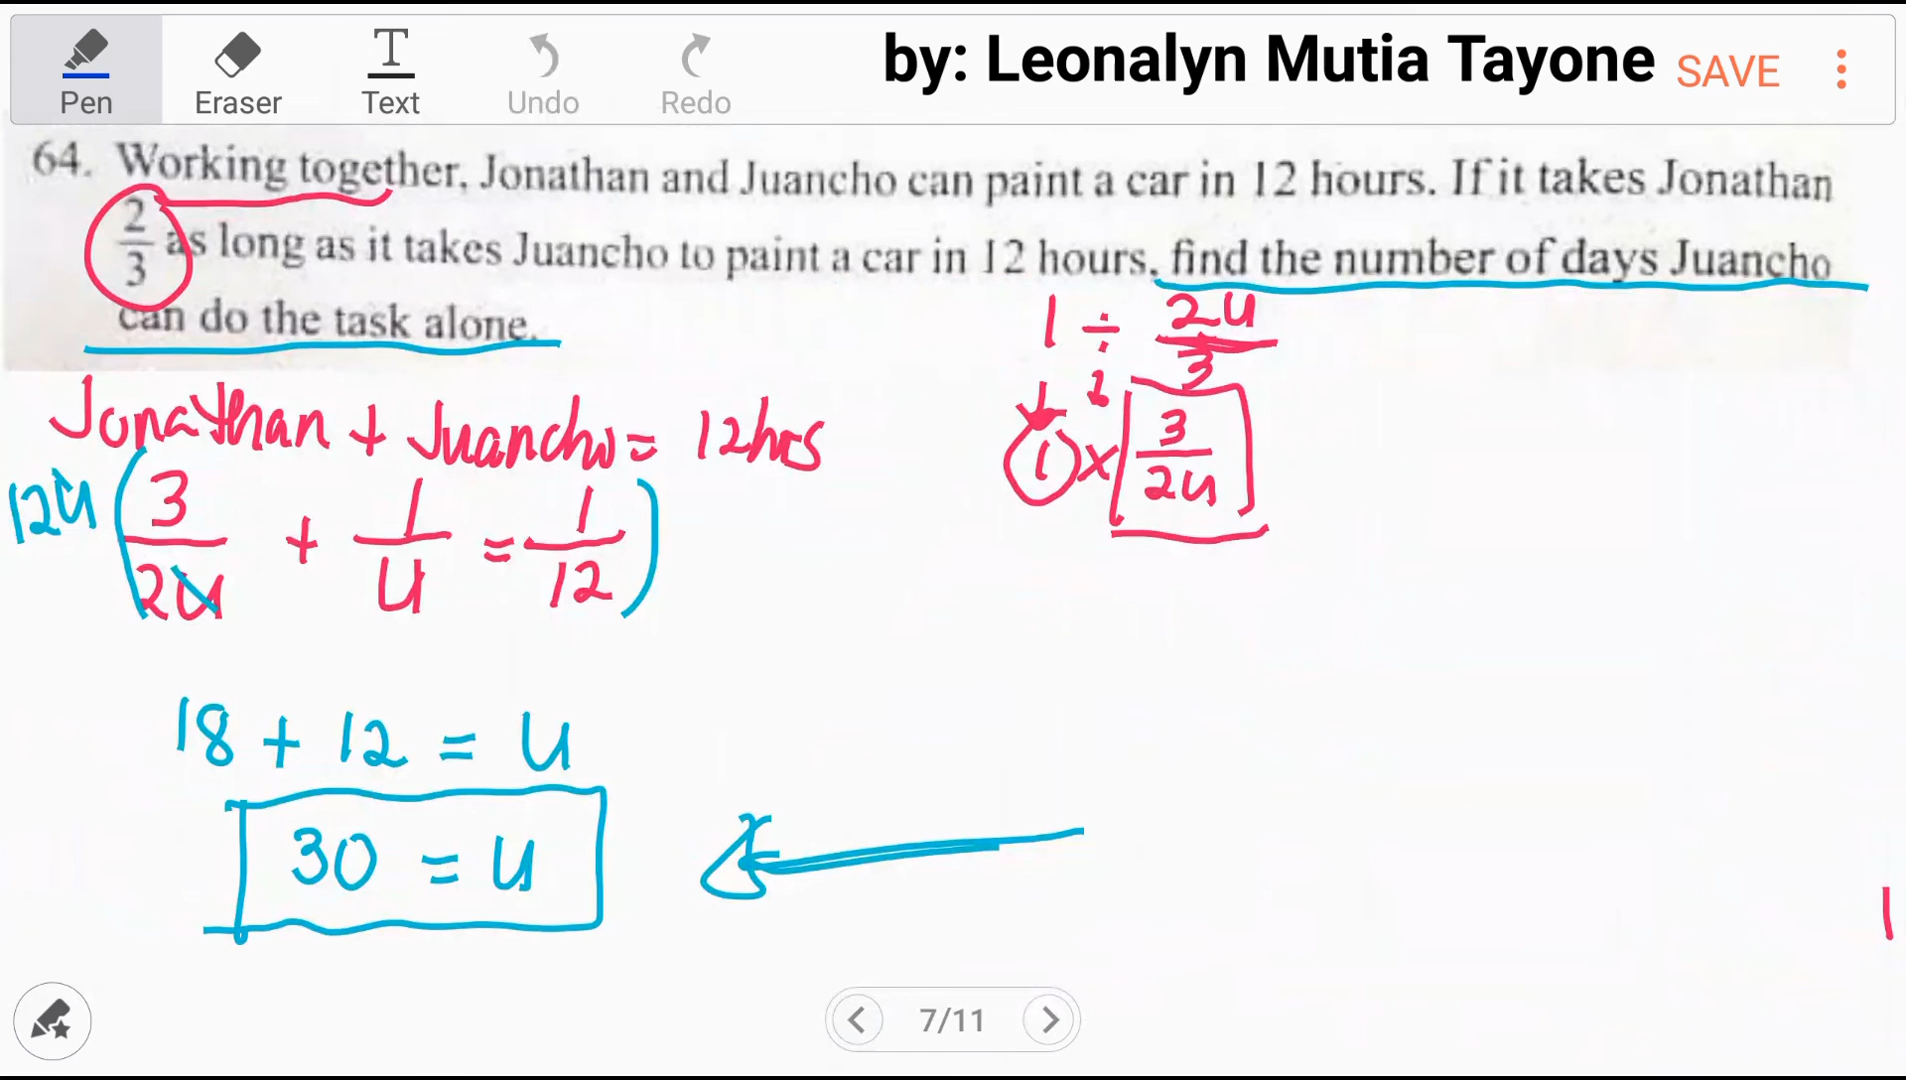 Pen Eraser Text Undo Redo by: Leonalyn Mutia Tayone SAVE
64. Working together, Jonathan and Juancho can paint a car in 12 hours. If it takes Jonathan
2/3 as long as it takes Juancho to paint a car in 12 hours, find the number of days Juancho
can do the task alone.
1 ÷ 2u/3
Jonathan + Juancho = 12hrs
1 × 3/2u
12u ( 3/2u + 1/u = 1/12 )
18 + 12 = u
30 = u
7/11